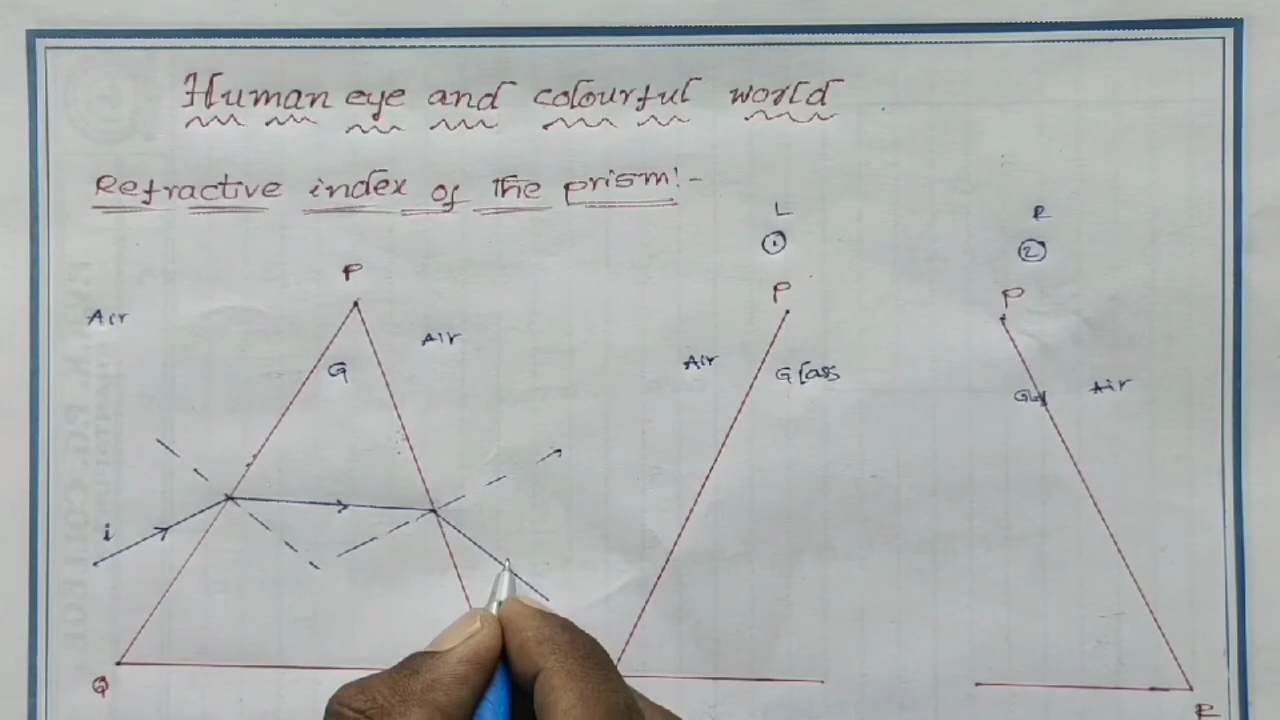 Human eye and colourful world
Refractive index of the prism:-
L
R
①
②
P
P
P
Air
Air
G
Air
Glass
Air
i
Q
R